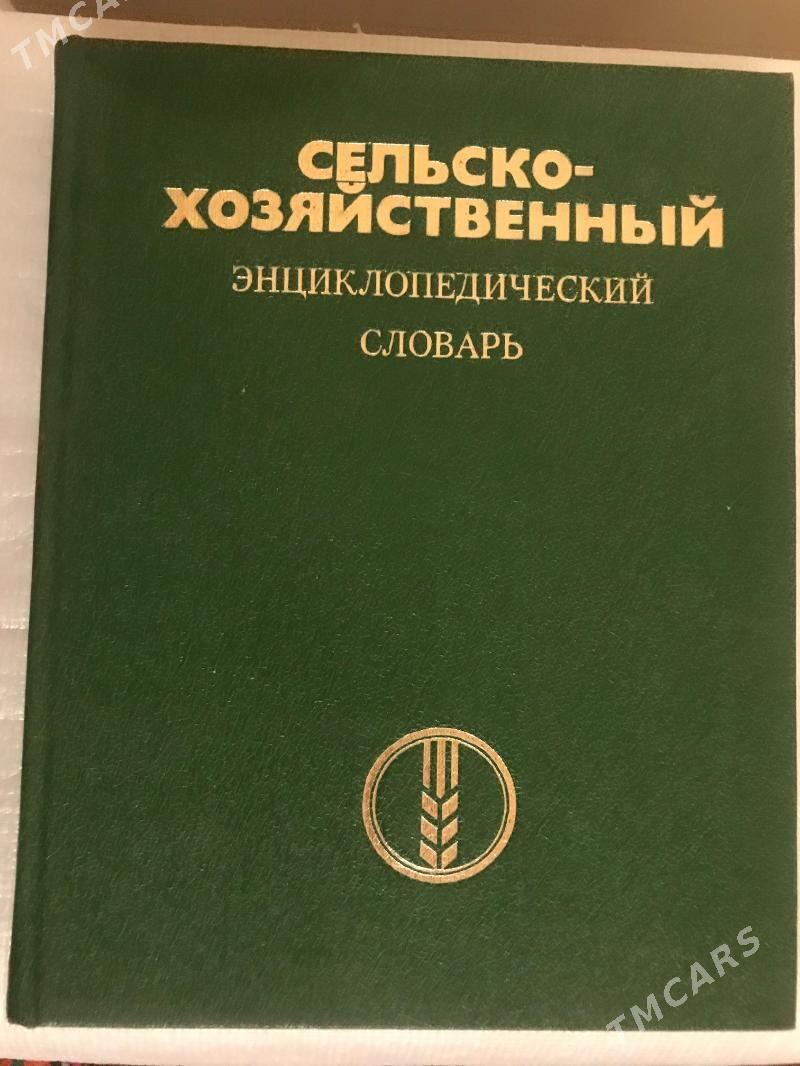 TMCARS
СЕЛЬСКО-
ХОЗЯЙСТВЕННЫЙ
ЭНЦИКЛОПЕДИЧЕСКИЙ
СЛОВАРЬ
TMCARS